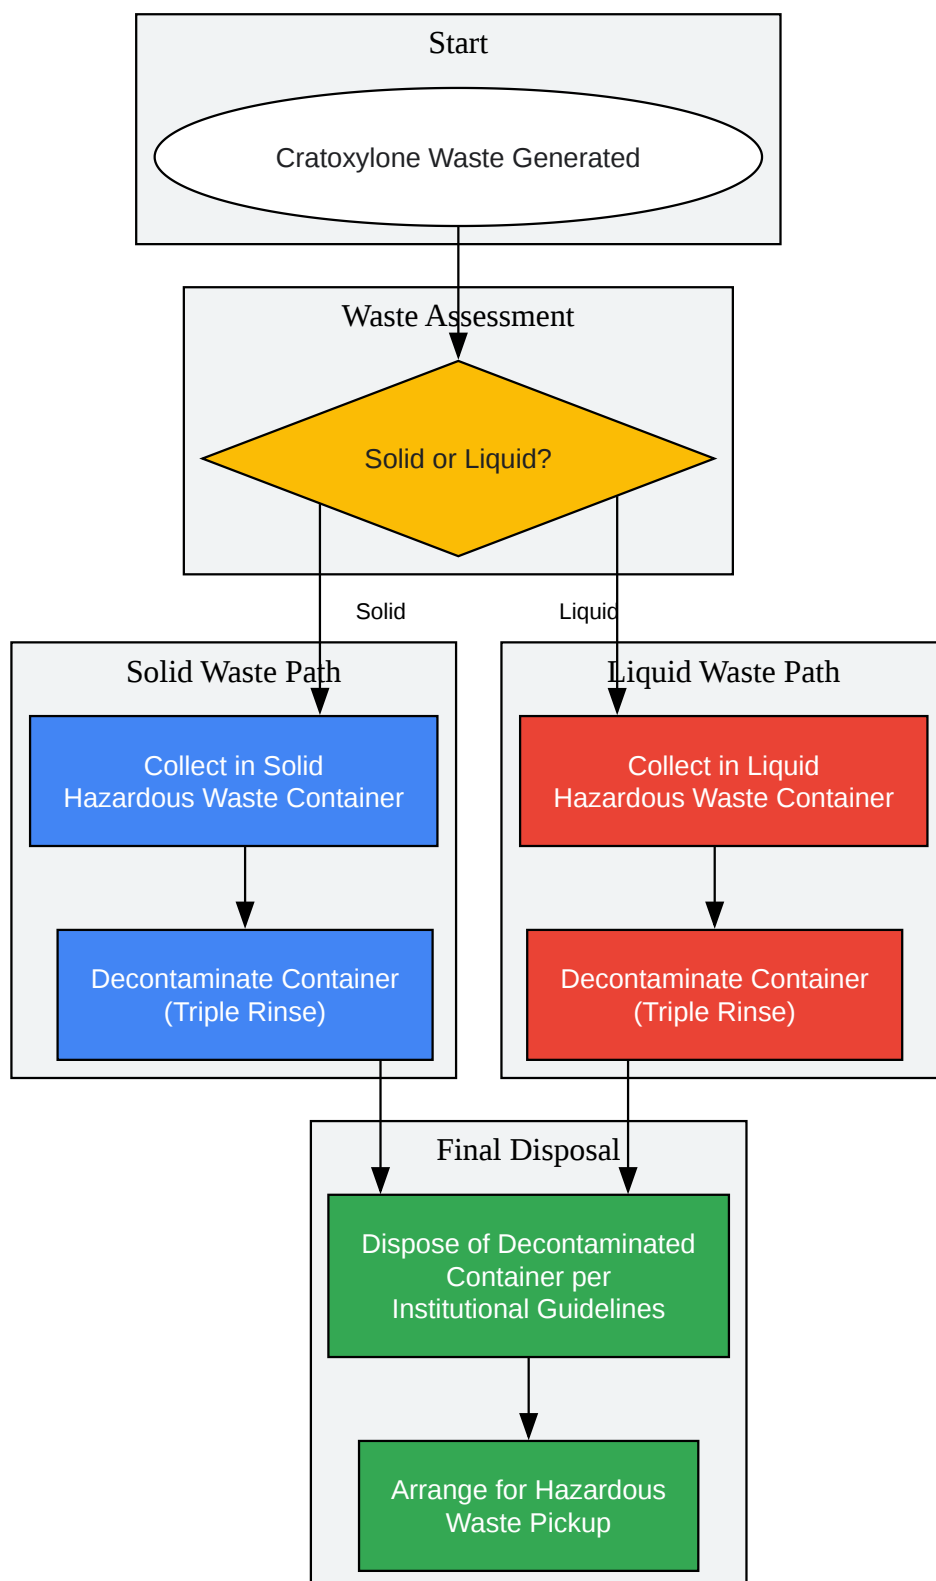 Start
Cratoxylone Waste Generated
Waste Assessment
Solid or Liquid?
Solid
Liquid
Solid Waste Path
Collect in Solid
Hazardous Waste Container
Decontaminate Container
(Triple Rinse)
Liquid Waste Path
Collect in Liquid
Hazardous Waste Container
Decontaminate Container
(Triple Rinse)
Final Disposal
Dispose of Decontaminated
Container per
Institutional Guidelines
Arrange for Hazardous
Waste Pickup